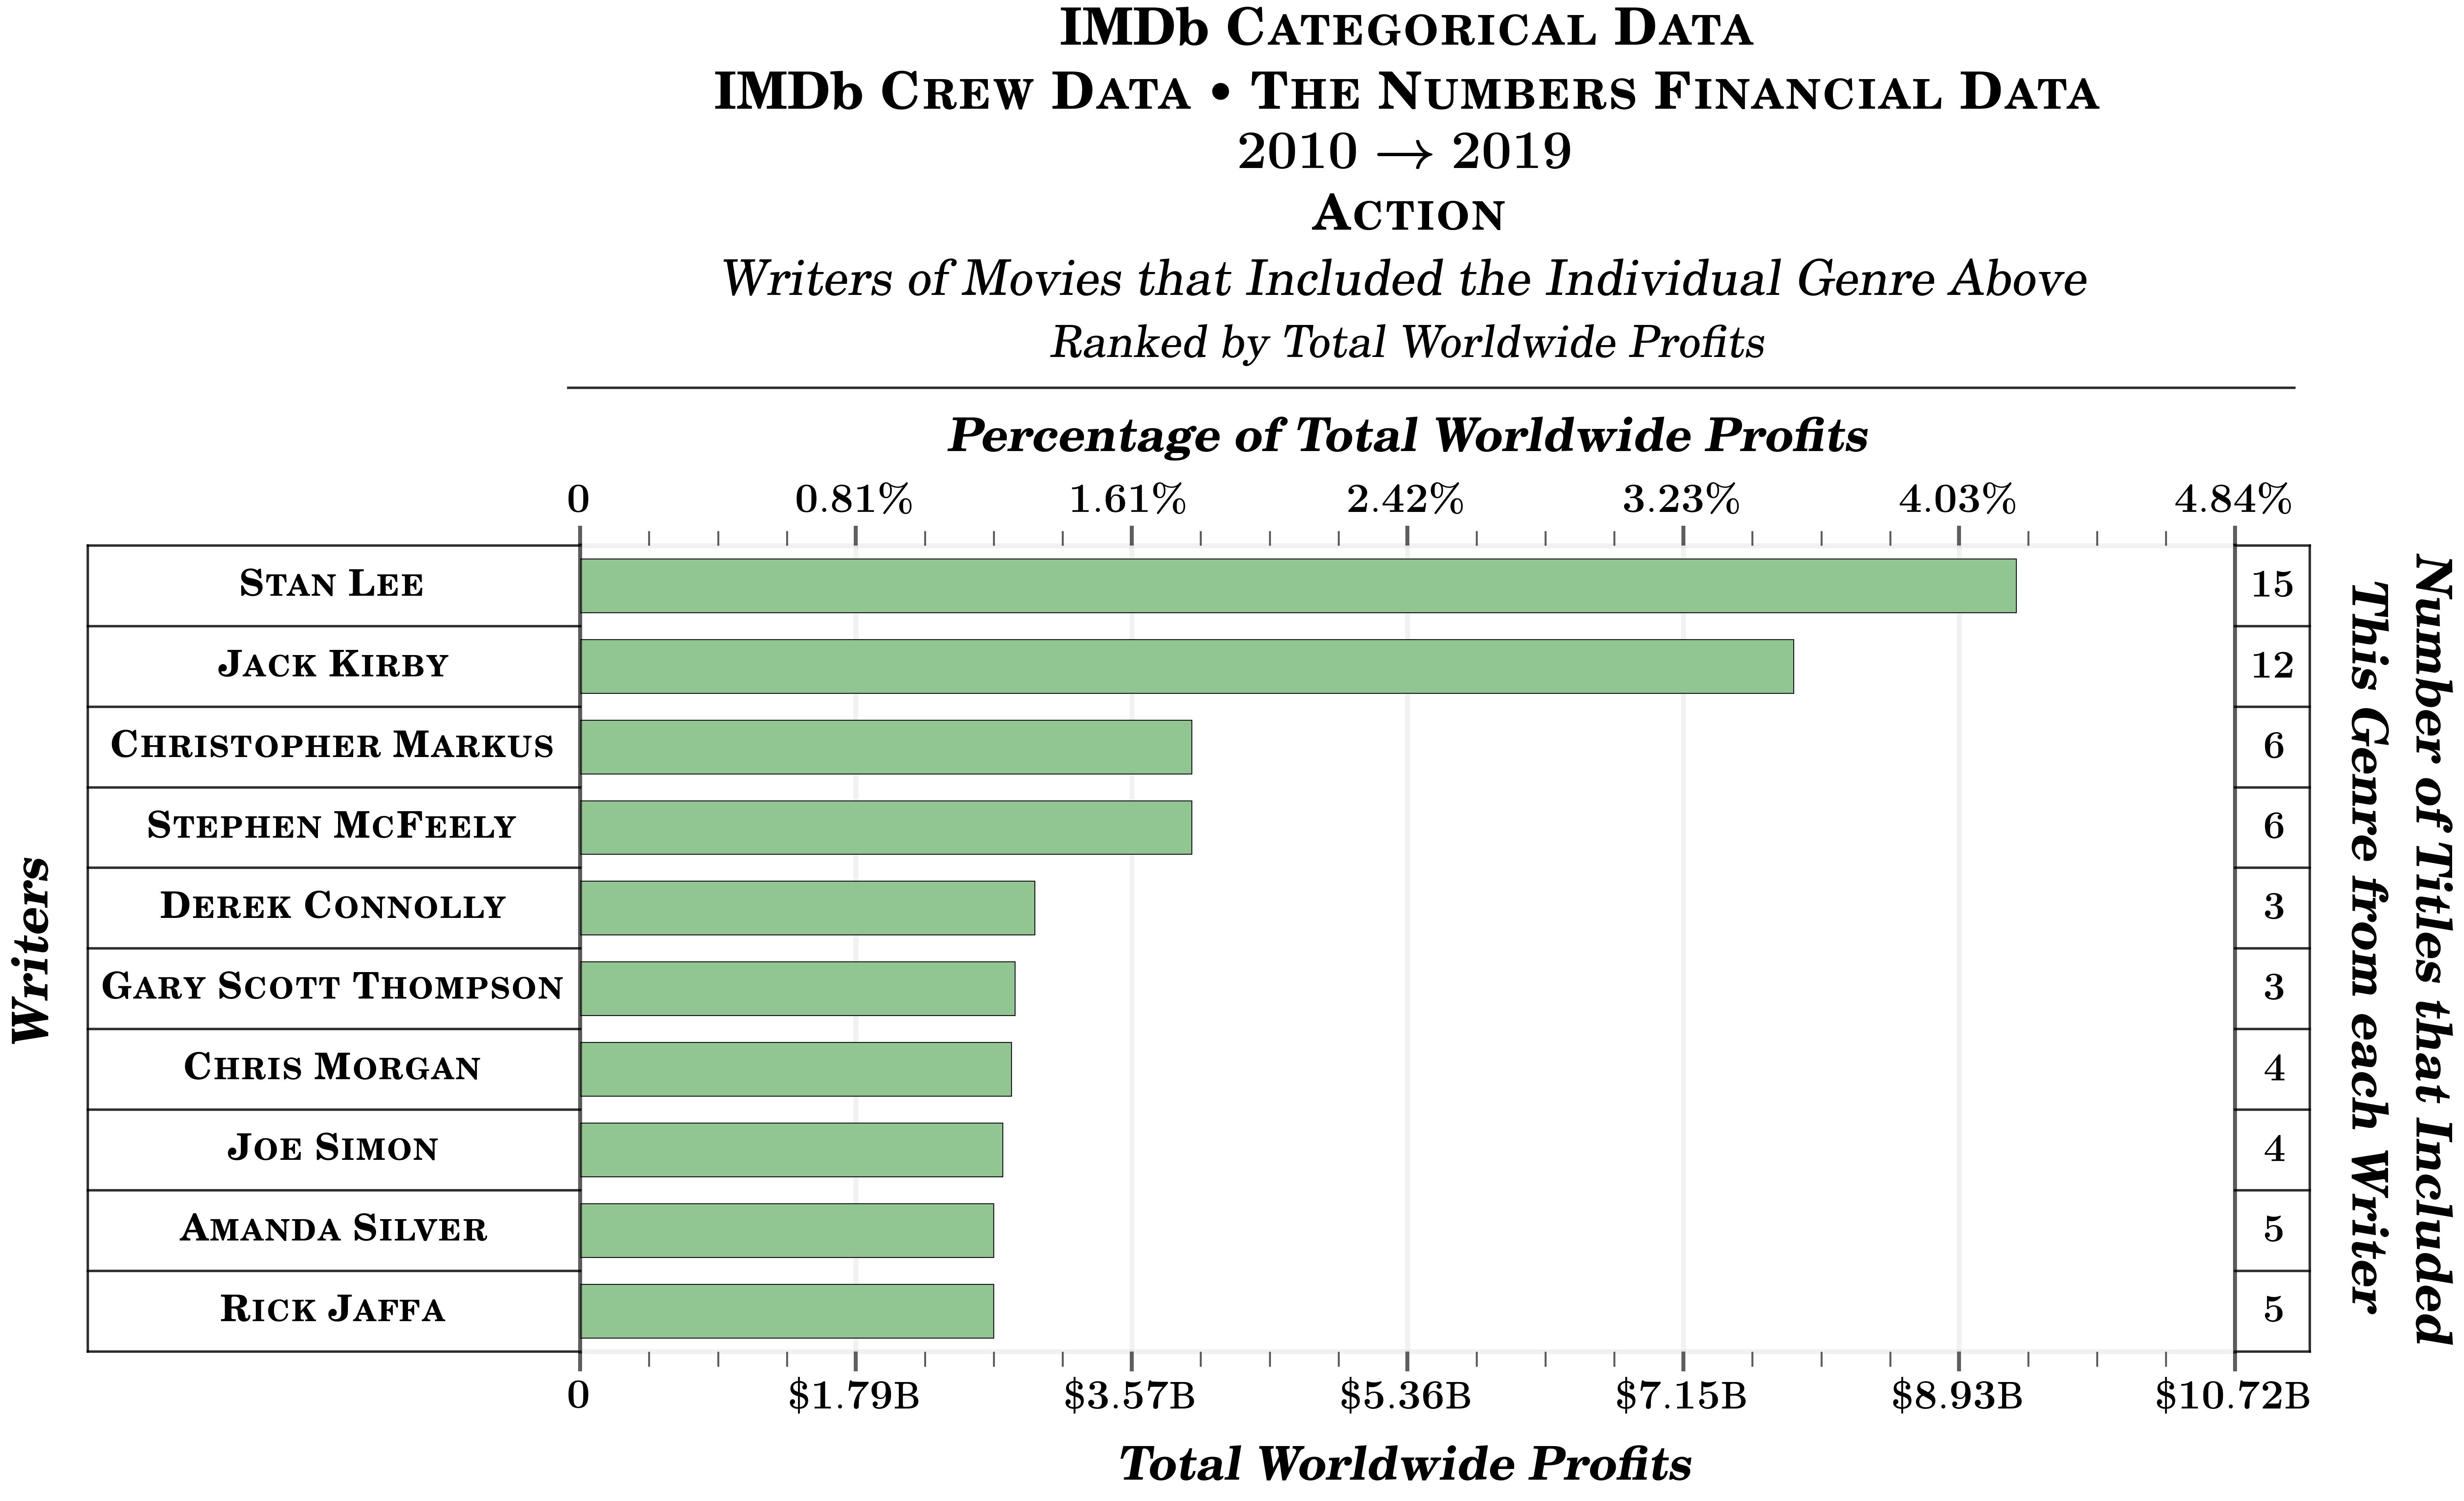 IMDb Categorical Data
IMDb Crew Data • The Numbers Financial Data
2010 → 2019
Action
Writers of Movies that Included the Individual Genre Above
Ranked by Total Worldwide Profits
Percentage of Total Worldwide Profits
0 0.81% 1.61% 2.42% 3.23% 4.03% 4.84%
Writers
Stan Lee 15
Jack Kirby 12
Christopher Markus 6
Stephen McFeely 6
Derek Connolly 3
Gary Scott Thompson 3
Chris Morgan 4
Joe Simon 4
Amanda Silver 5
Rick Jaffa 5
Number of Titles that Included
This Genre from each Writer
0 $1.79B $3.57B $5.36B $7.15B $8.93B $10.72B
Total Worldwide Profits